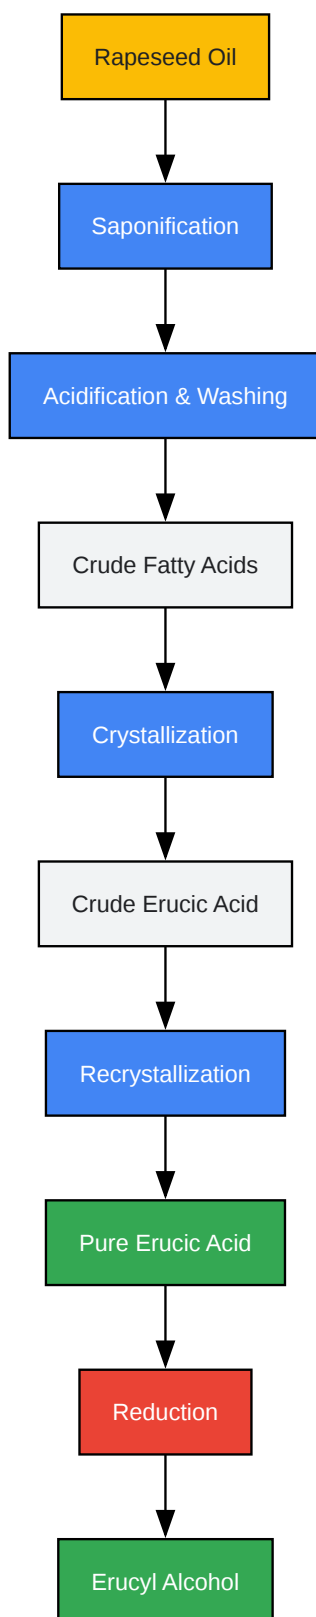 Rapeseed Oil
Saponification
Acidification & Washing
Crude Fatty Acids
Crystallization
Crude Erucic Acid
Recrystallization
Pure Erucic Acid
Reduction
Erucyl Alcohol